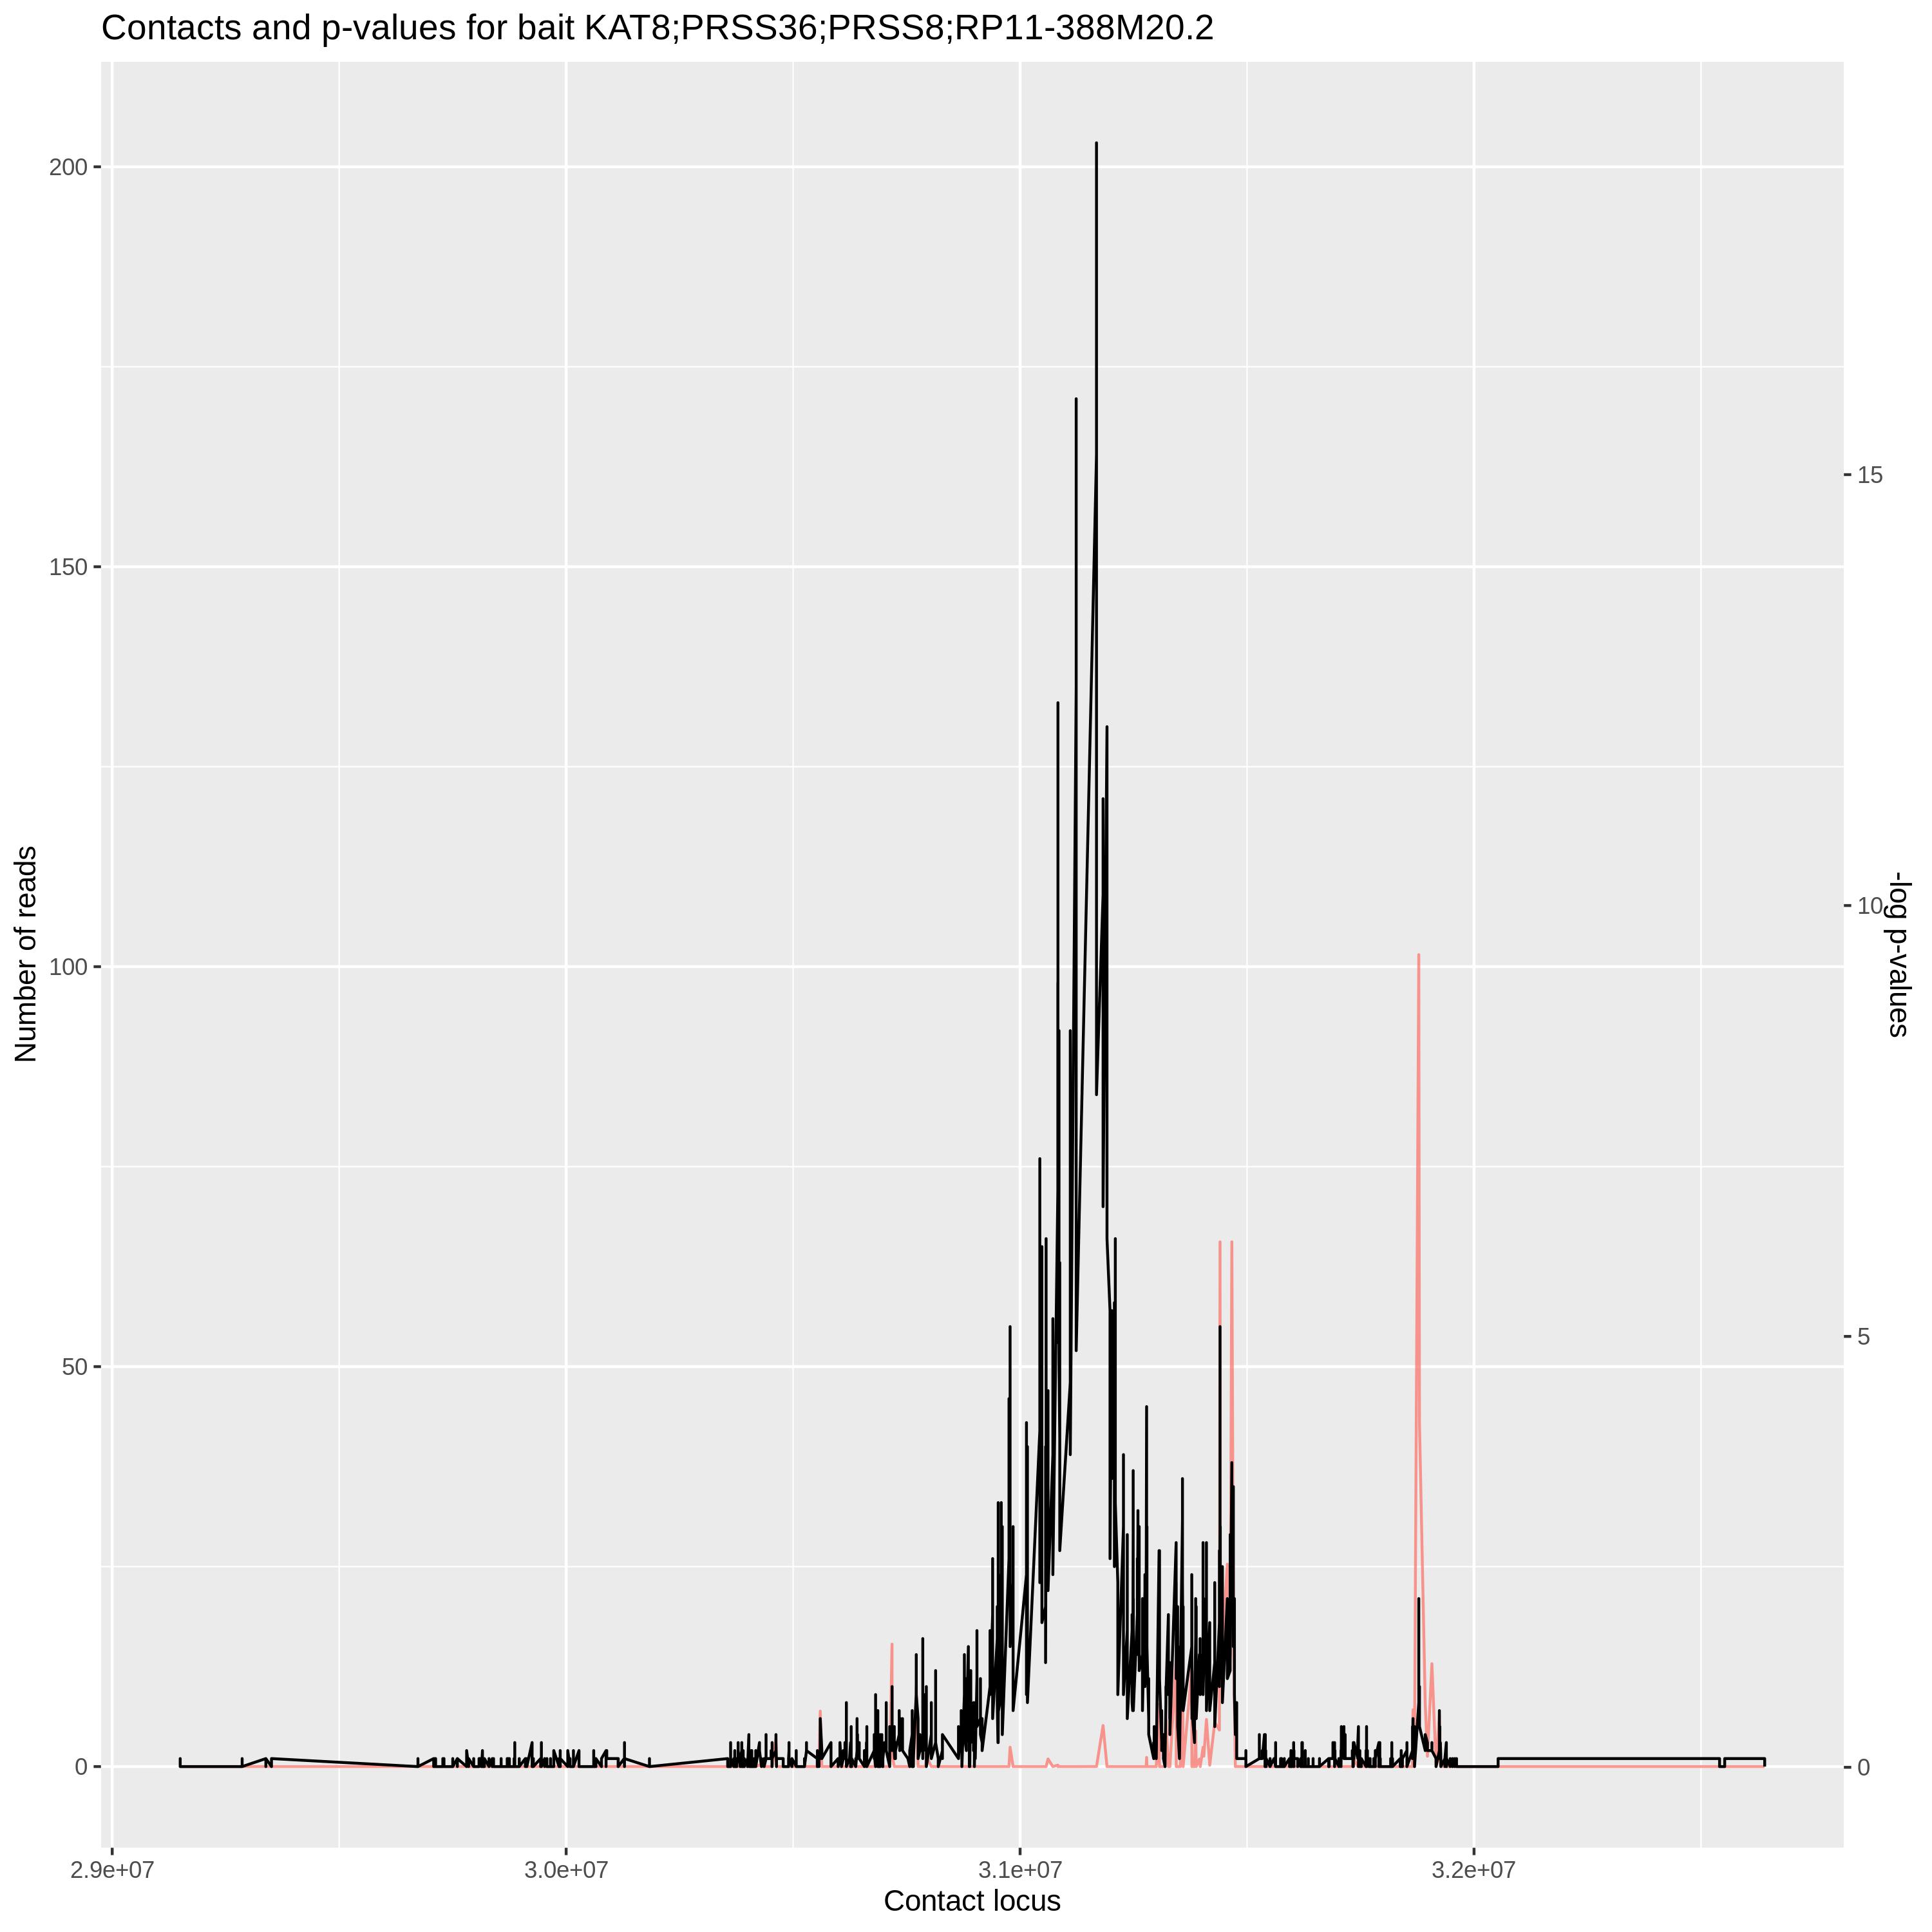 Contacts and p-values for bait KAT8;PRSS36;PRSS8;RP11-388M20.2
200
150
100
50
0
Number of reads
15
10
5
0
-log p-values
2.9e+07 3.0e+07 3.1e+07 3.2e+07
Contact locus